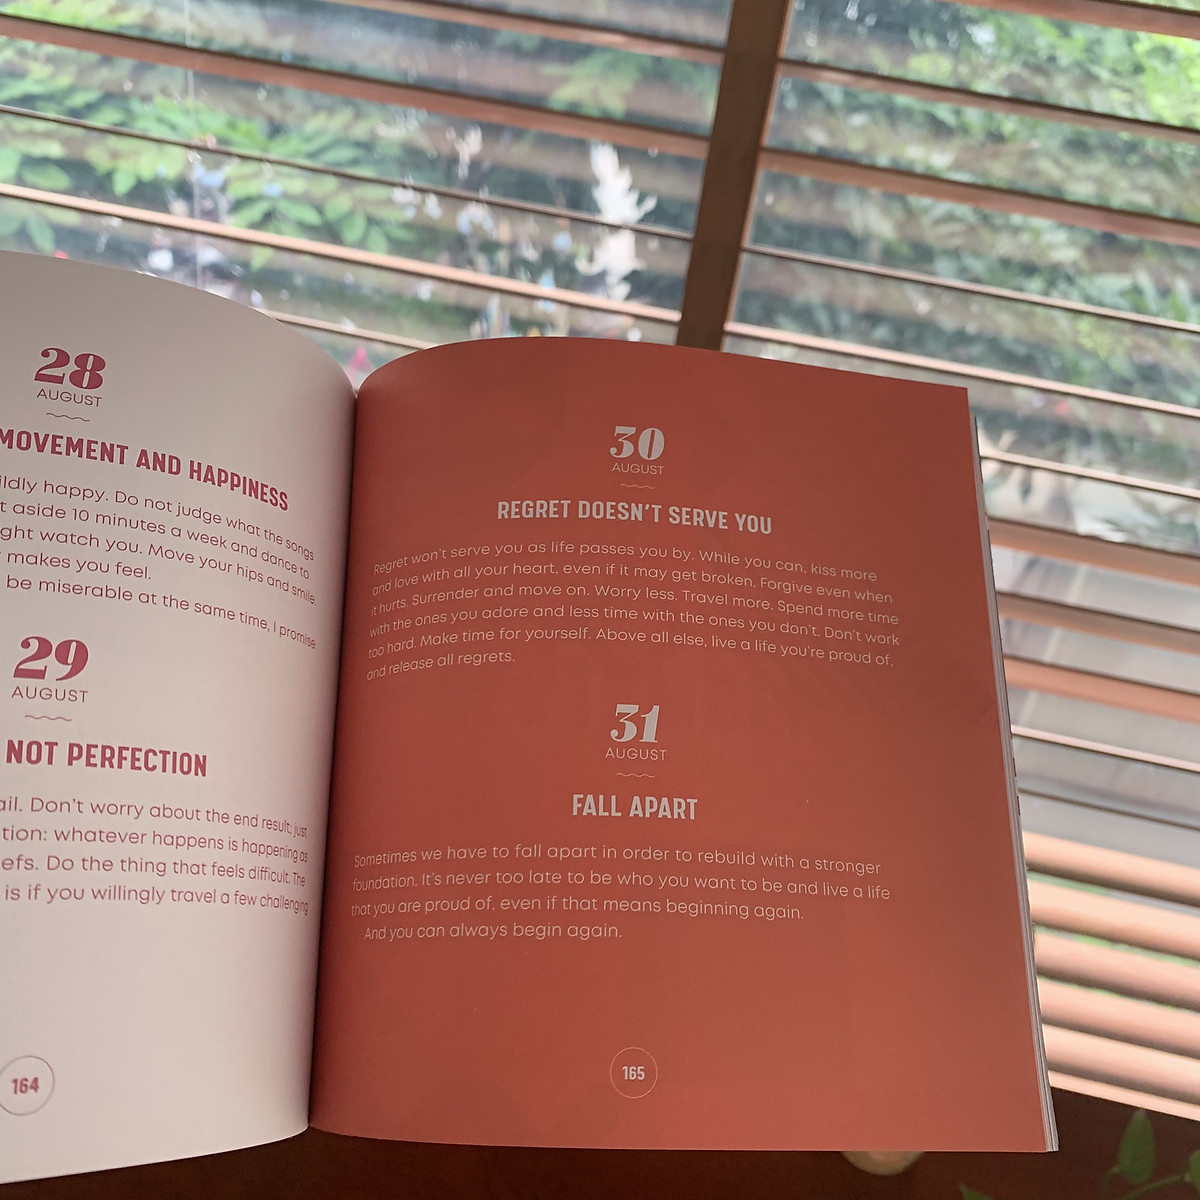 28
AUGUST
MOVEMENT AND HAPPINESS
ildly happy. Do not judge what the songs
t aside 10 minutes a week and dance to
ght watch you. Move your hips and smile
makes you feel.
be miserable at the same time, I promise.
29
AUGUST
NOT PERFECTION
ail. Don't worry about the end result; just
tion: whatever happens is happening as
efs. Do the thing that feels difficult. The
is if you willingly travel a few challenging
164
30
AUGUST
REGRET DOESN'T SERVE YOU
Regret won't serve you as life passes you by. While you can, kiss more
and love with all your heart, even if it may get broken. Forgive even when
it hurts. Surrender and move on. Worry less. Travel more. Spend more time
with the ones you adore and less time with the ones you don't. Don't work
too hard. Make time for yourself. Above all else, live a life you're proud of,
and release all regrets.
31
AUGUST
FALL APART
Sometimes we have to fall apart in order to rebuild with a stronger
foundation. It's never too late to be who you want to be and live a life
that you are proud of, even if that means beginning again.
And you can always begin again.
165